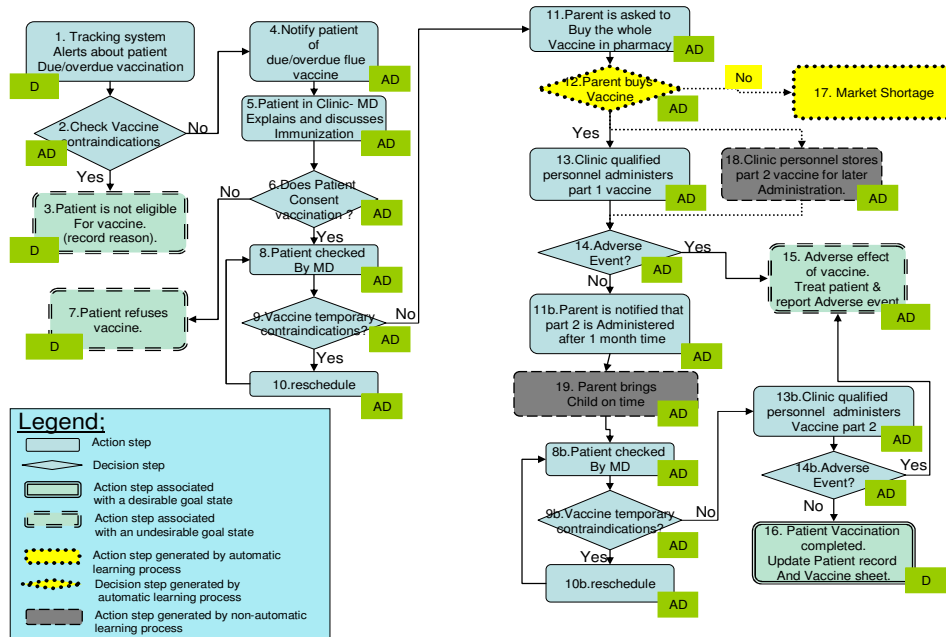 1. Tracking system
Alerts about patient
Due/overdue vaccination
D
2.Check Vaccine
contraindications
AD
No
Yes
3.Patient is not eligible
For vaccine.
(record reason).
D
4.Notify patient
of
due/overdue flue
vaccine
AD
5.Patient in Clinic- MD
Explains and discusses
Immunization
AD
6.Does Patient
Consent
vaccination ?
AD
No
Yes
7.Patient refuses
vaccine.
D
8.Patient checked
By MD
AD
9.Vaccine temporary
contraindications?
AD
No
Yes
10.reschedule
AD
11.Parent is asked to
Buy the whole
Vaccine in pharmacy
AD
12.Parent buys
Vaccine
AD
No
17. Market Shortage
Yes
13.Clinic qualified
personnel administers
part 1 vaccine
AD
18.Clinic personnel stores
part 2 vaccine for later
Administration.
AD
14.Adverse
Event?
AD
Yes
No
15. Adverse effect
of vaccine.
Treat patient &
report Adverse event
AD
11b.Parent is notified that
part 2 is Administered
after 1 month time
AD
19. Parent brings
Child on time
AD
8b.Patient checked
By MD
AD
9b.Vaccine temporary
contraindications?
AD
No
Yes
10b.reschedule
AD
13b.Clinic qualified
personnel administers
Vaccine part 2
AD
14b.Adverse
Event?
AD
Yes
No
16. Patient Vaccination
completed.
Update Patient record
And Vaccine sheet.
D
Legend;
Action step
Decision step
Action step associated
with a desirable goal state
Action step associated
with an undesirable goal state
Action step generated by automatic
learning process
Decision step generated by
automatic learning process
Action step generated by non-automatic
learning process